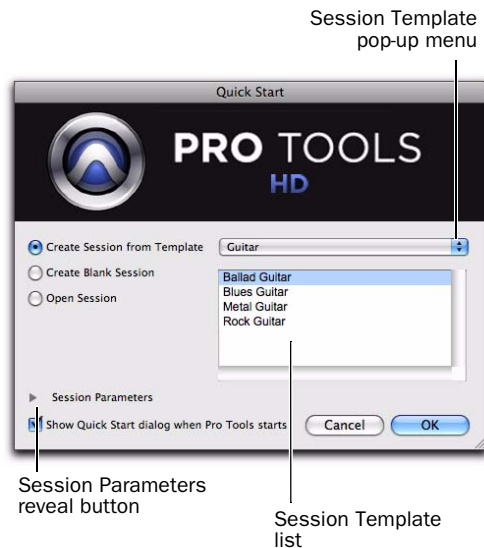 Session Template
pop-up menu
Quick Start
PRO TOOLS
HD
Create Session from Template
Guitar
Create Blank Session
Open Session
Ballad Guitar
Blues Guitar
Metal Guitar
Rock Guitar
Session Parameters
Show Quick Start dialog when Pro Tools starts
Cancel
OK
Session Parameters
reveal button
Session Template
list